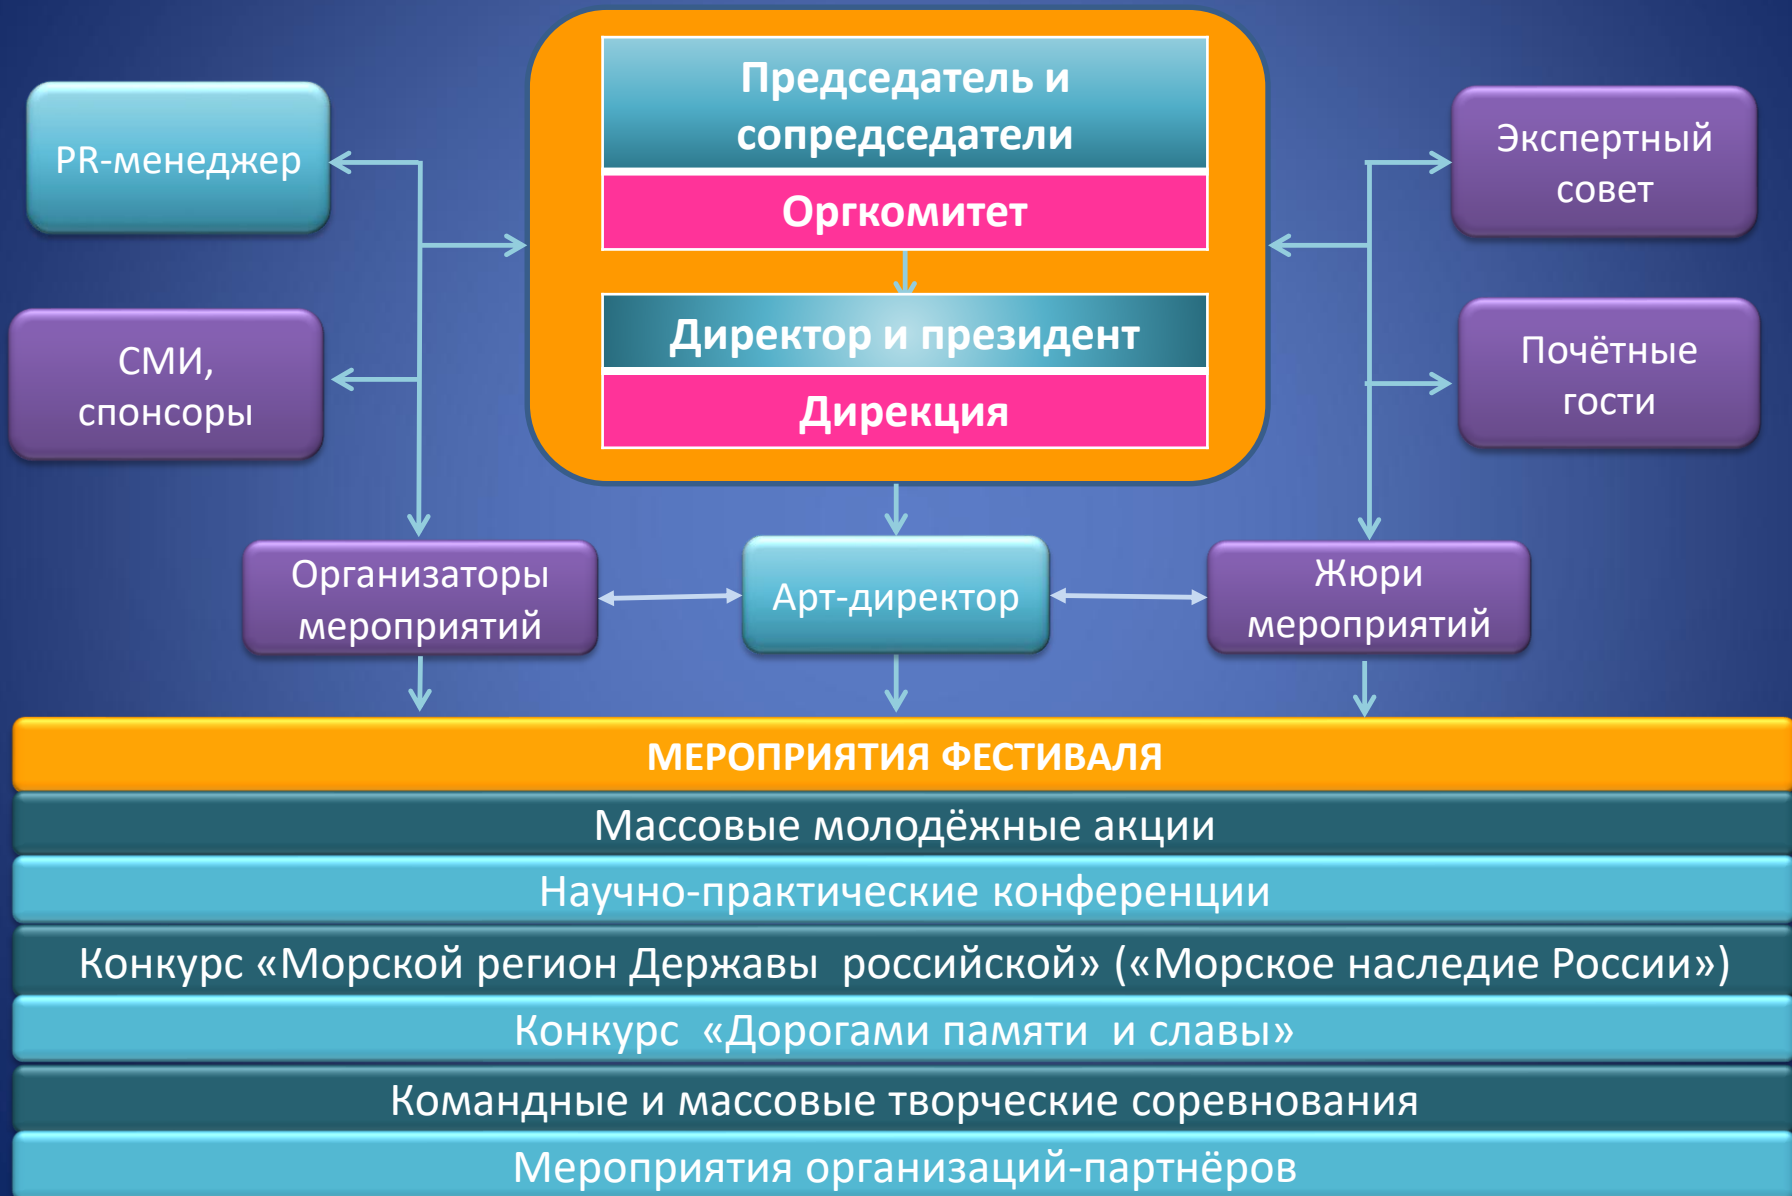 Председатель и
сопредседатели
Оргкомитет
Директор и президент
Дирекция
PR-менеджер
СМИ,
спонсоры
Экспертный
совет
Почётные
гости
Организаторы
мероприятий
Арт-директор
Жюри
мероприятий
МЕРОПРИЯТИЯ ФЕСТИВАЛЯ
Массовые молодёжные акции
Научно-практические конференции
Конкурс «Морской регион Державы российской» («Морское наследие России»)
Конкурс «Дорогами памяти и славы»
Командные и массовые творческие соревнования
Мероприятия организаций-партнёров